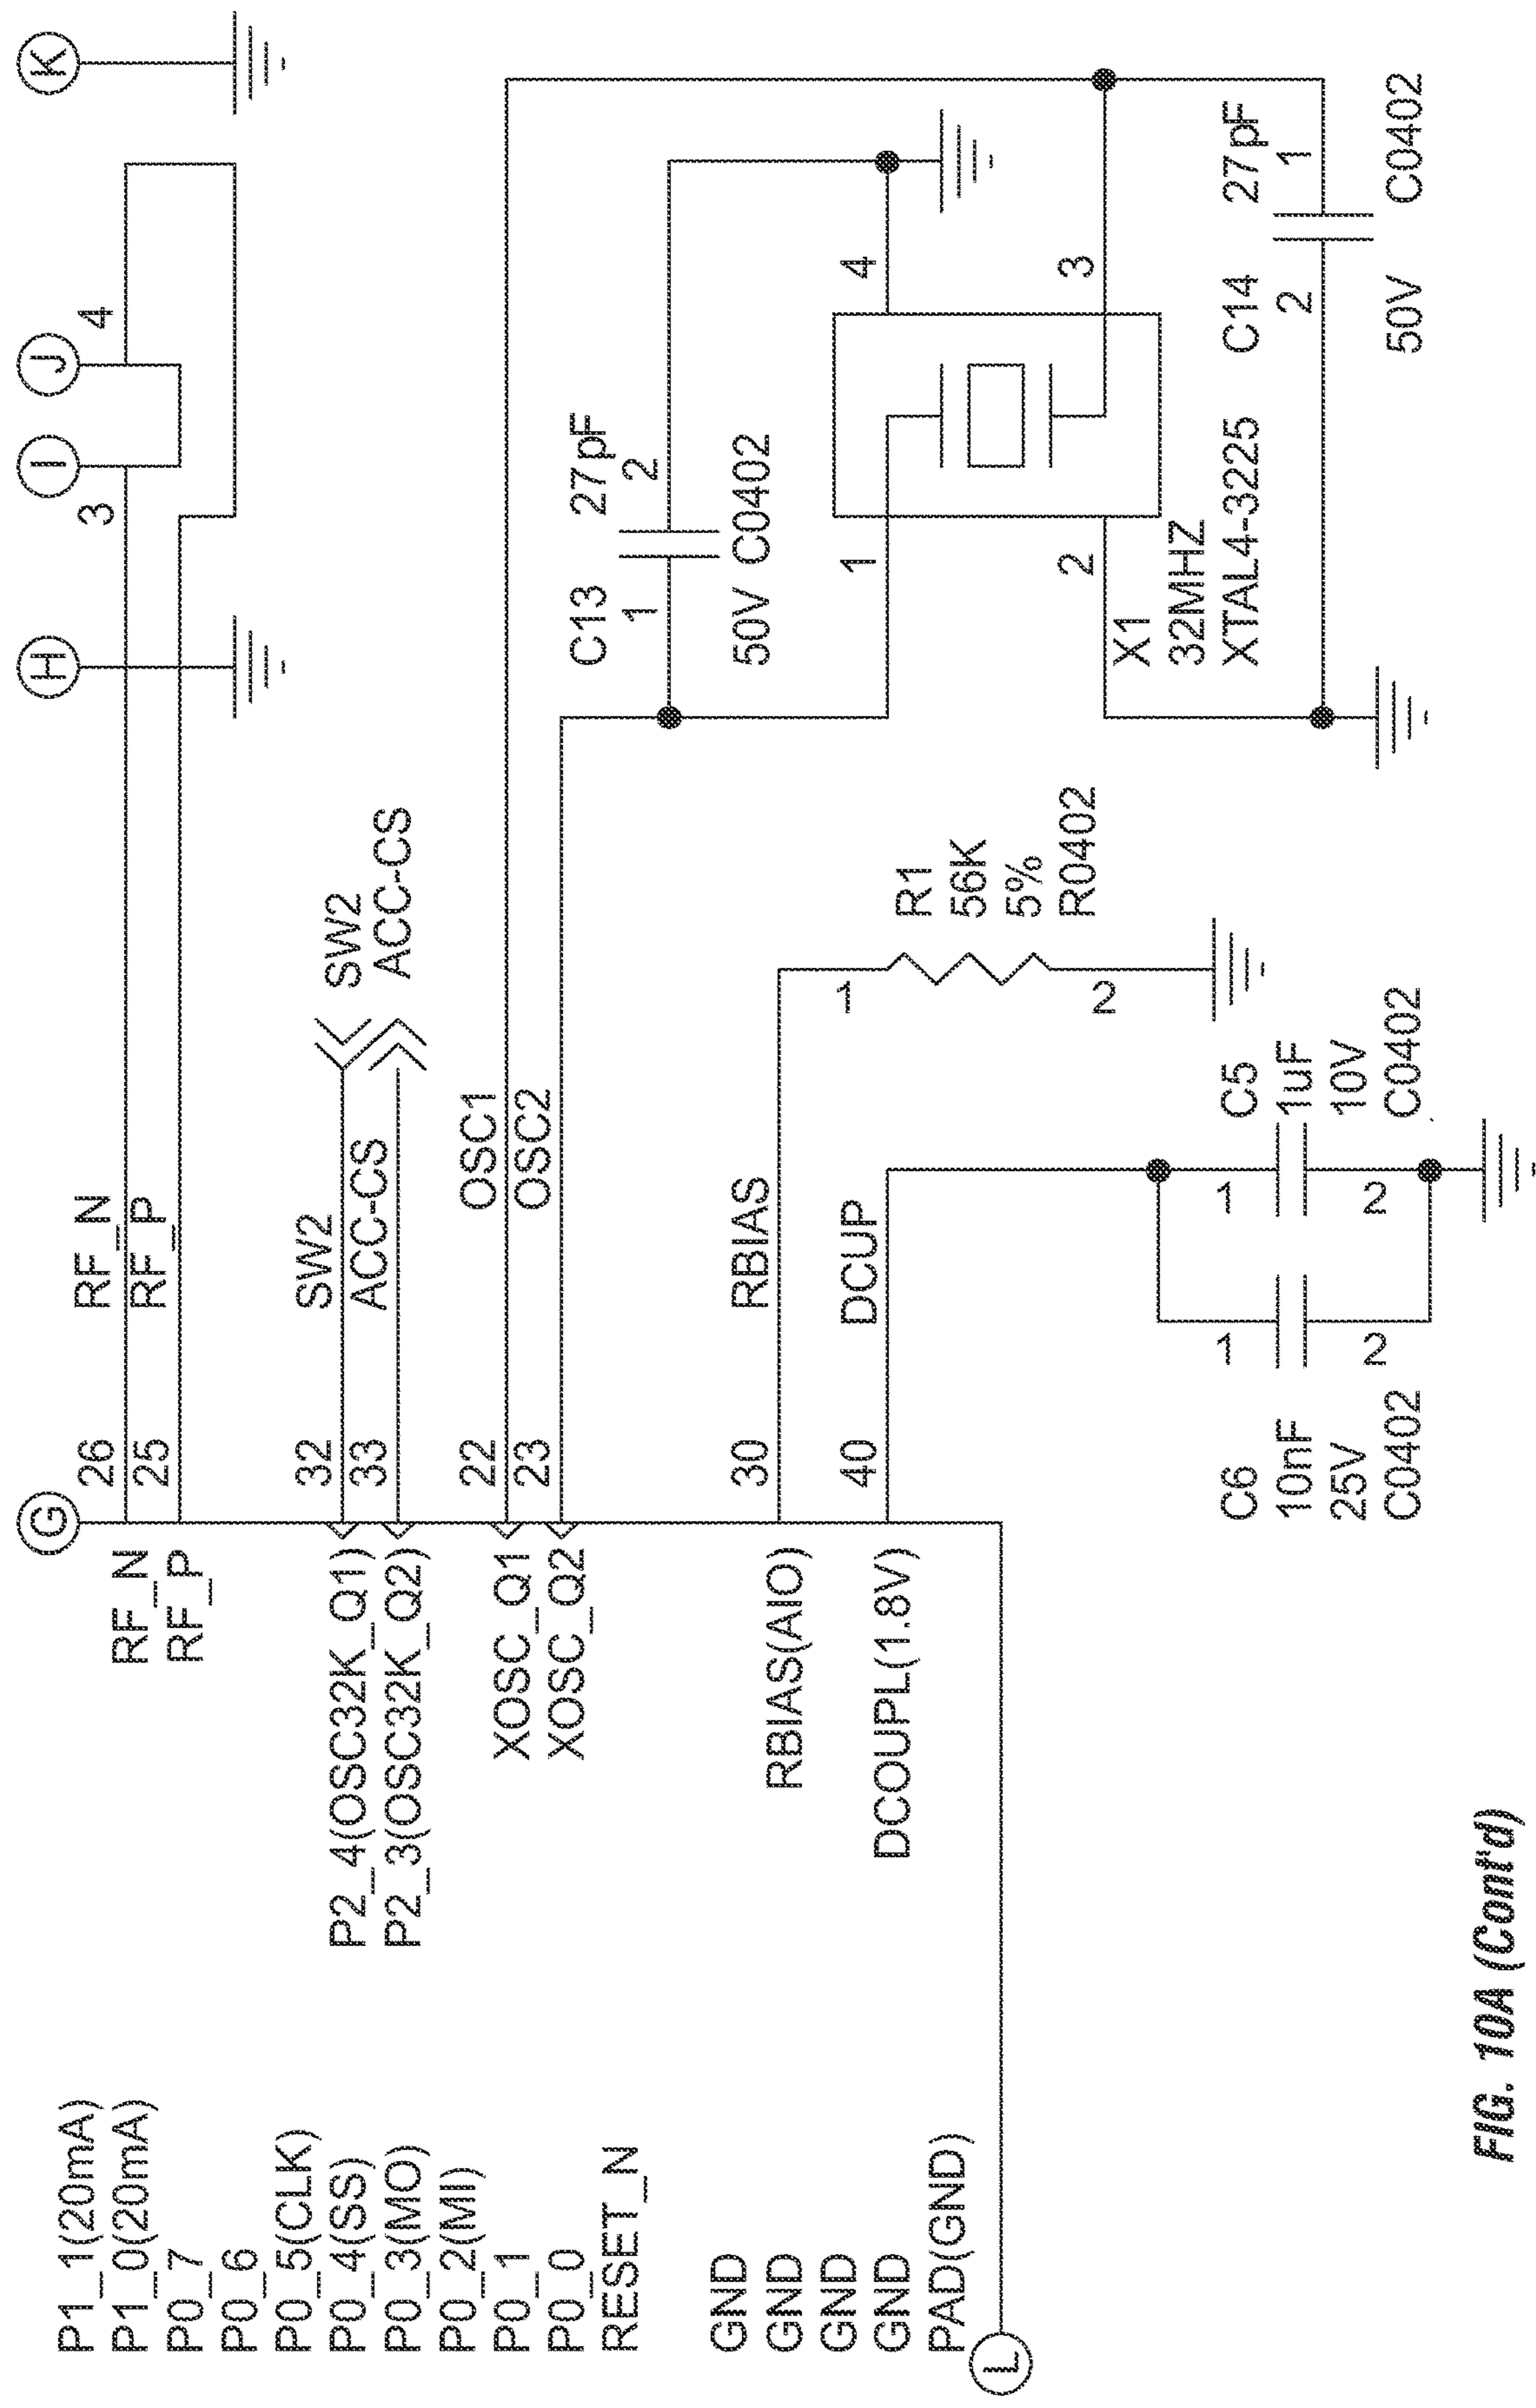 G
H
I
J
K
3
4
P1_1(20mA)
P1_0(20mA)
P0_7
P0_6
P0_5(CLK)
P0_4(SS)
P0_3(MO)
P0_2(MI)
P0_1
P0_0
RESET_N
GND
GND
GND
GND
PAD(GND)
L
RF_N
RF_P
P2_4(OSC32K_Q1)
P2_3(OSC32K_Q2)
XOSC_Q1
XOSC_Q2
RBIAS(AIO)
DCOUPL(1.8V)
26
RF_N
25
RF_P
32
SW2
SW2
33
ACC-CS
ACC-CS
22
OSC1
23
OSC2
30
RBIAS
40
DCUP
C13
27pF
1
2
50V C0402
1
4
2
3
X1
32MHZ
XTAL4-3225
C14
27pF
2
1
50V
C0402
1
2
R1
56K
5%
R0402
1
2
C5
1uF
10V
C0402
1
2
C6
10nF
25V
C0402
FIG. 10A (Cont'd)